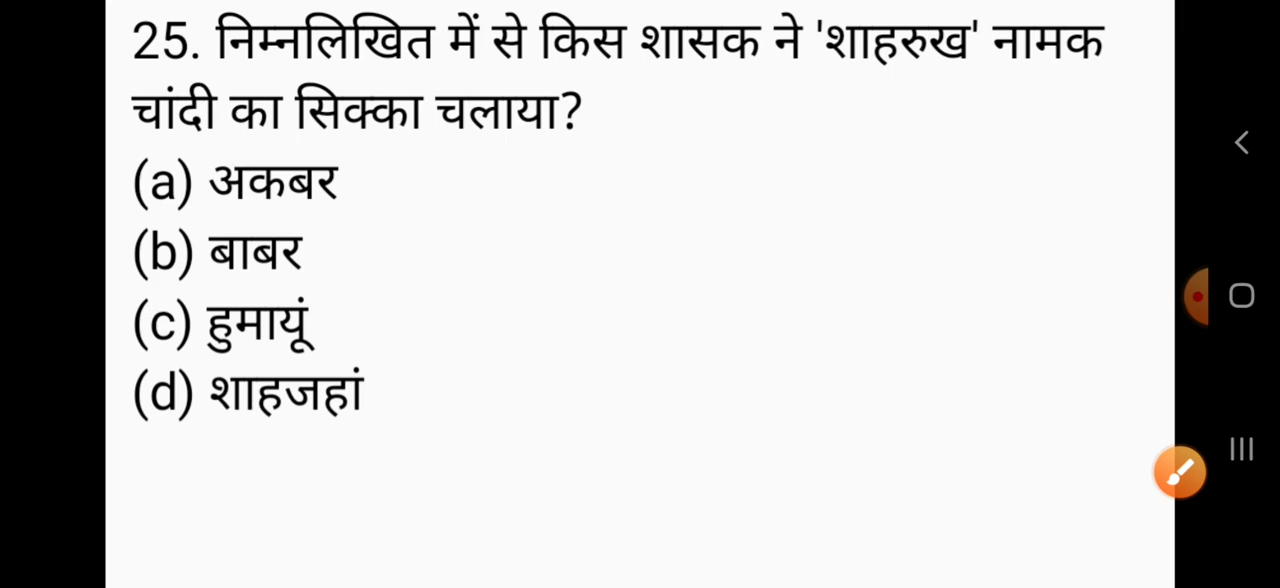 25. निम्नलिखित में से किस शासक ने 'शाहरुख' नामक
चांदी का सिक्का चलाया?
(a) अकबर
(b) बाबर
(c) हुमायूं
(d) शाहजहां